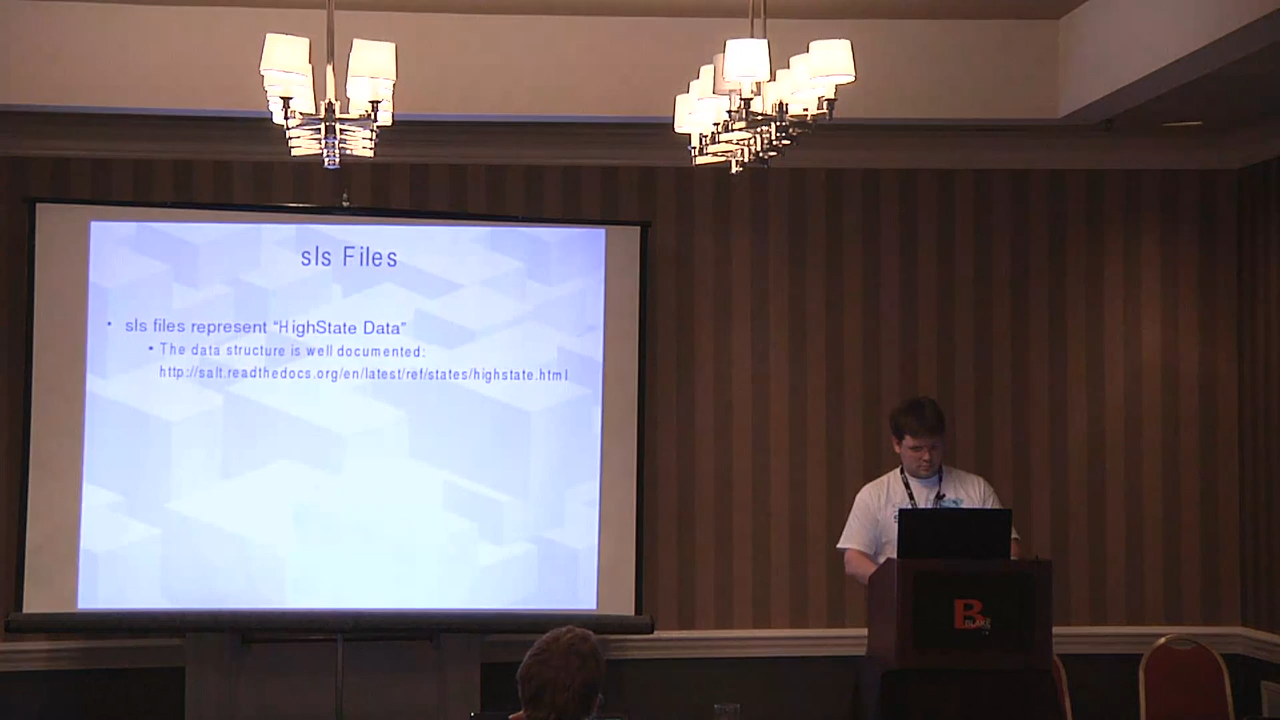 sls Files
• sls files represent “HighState Data”
▪ The data structure is well documented:
http://salt.readthedocs.org/en/latest/ref/states/highstate.html
B
BLAKE